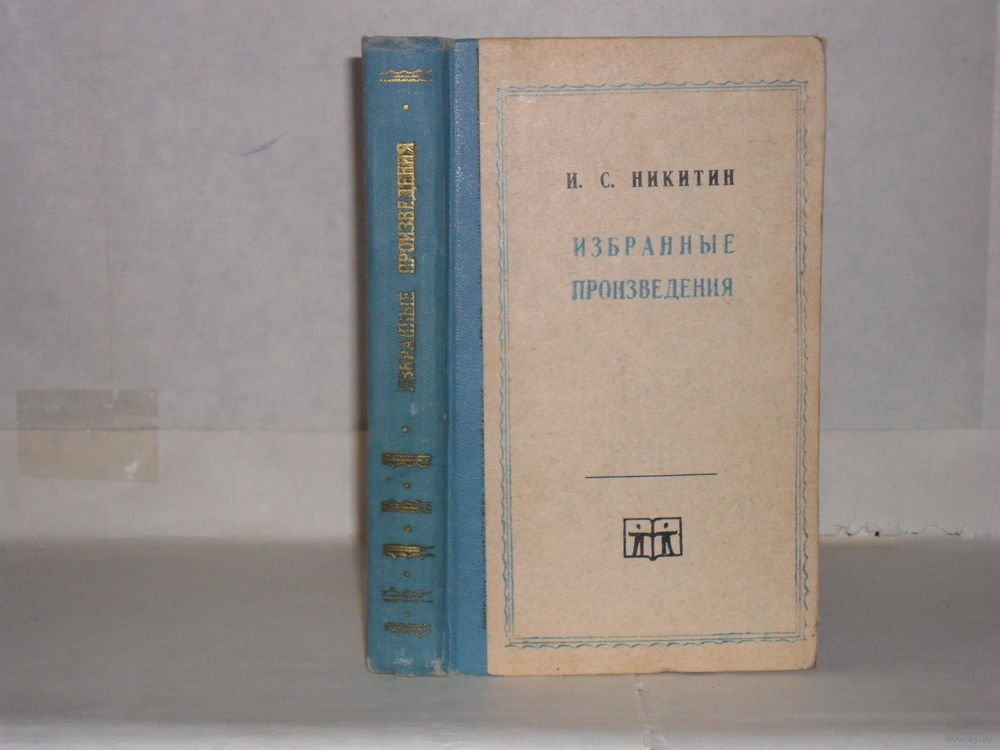 И. С. НИКИТИН
ИЗБРАННЫЕ
ПРОИЗВЕДЕНИЯ
ИЗБРАННЫЕ ПРОИЗВЕДЕНИЯ